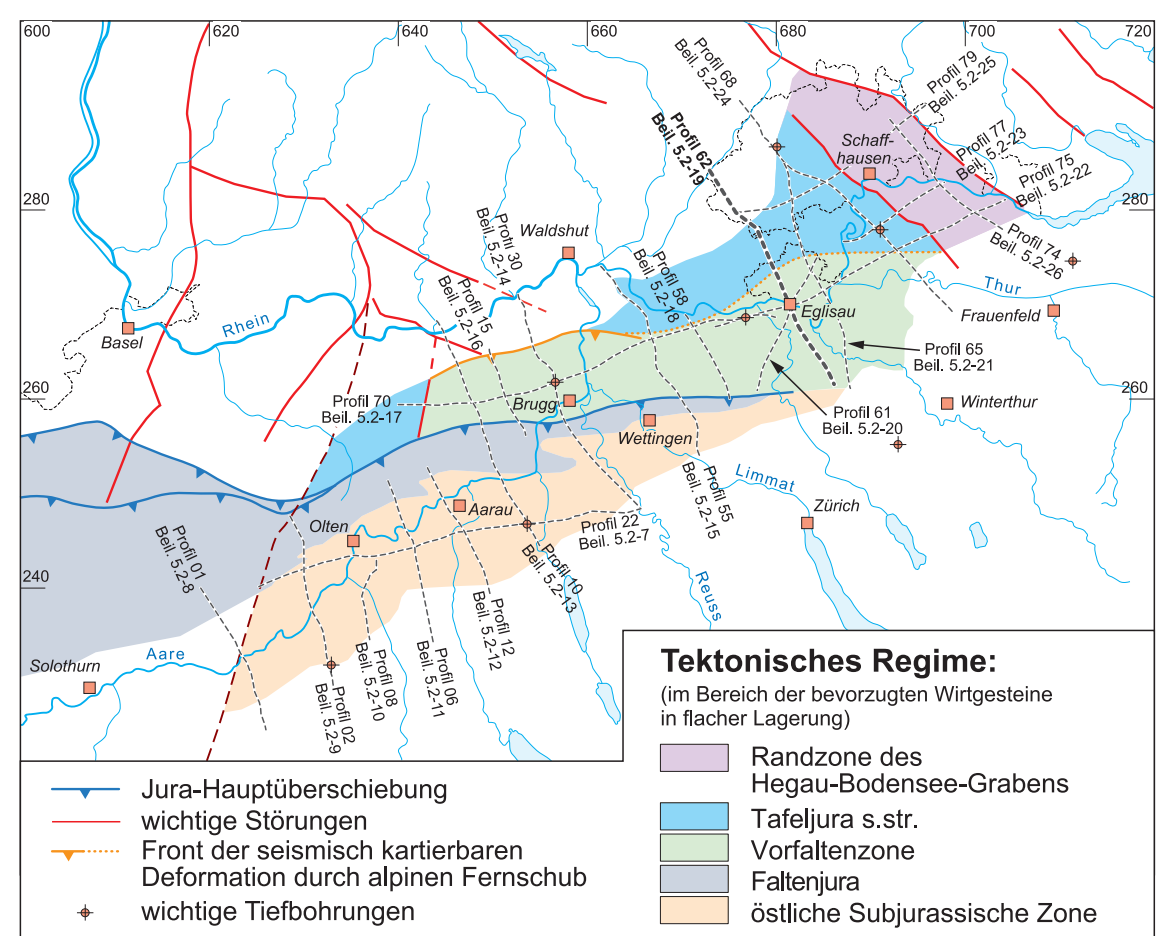 600
620
640
660
680
700
720
280
280
260
260
240
Profil 68
Beil. 5.2-24
Profil 79
Beil. 5.2-25
Profil 62
Beil. 5.2-19
Profil 77
Beil. 5.2-23
Profil 75
Beil. 5.2-22
Profil 74
Beil. 5.2-26
Schaff-
hausen
Waldshut
Profil 30
Beil. 5.2-14
Profil 15
Beil. 5.2-16
Profil 58
Beil. 5.2-18
Thur
Frauenfeld
Eglisau
Basel
Rhein
Profil 65
Beil. 5.2-21
Profil 70
Beil. 5.2-17
Brugg
Profil 61
Beil. 5.2-20
Winterthur
Wettingen
Limmat
Zürich
Profil 55
Beil. 5.2-15
Aarau
Olten
Profil 22
Beil. 5.2-7
Profil 01
Beil. 5.2-8
Profil 10
Beil. 5.2-13
Reuss
Profil 12
Beil. 5.2-12
Profil 06
Beil. 5.2-11
Profil 08
Beil. 5.2-10
Profil 02
Beil. 5.2-9
Solothurn
Aare
Tektonisches Regime:
(im Bereich der bevorzugten Wirtgesteine
in flacher Lagerung)
Randzone des
Hegau-Bodensee-Grabens
Tafeljura s.str.
Vorfaltenzone
Faltenjura
östliche Subjurassische Zone
Jura-Hauptüberschiebung
wichtige Störungen
Front der seismisch kartierbaren
Deformation durch alpinen Fernschub
wichtige Tiefbohrungen